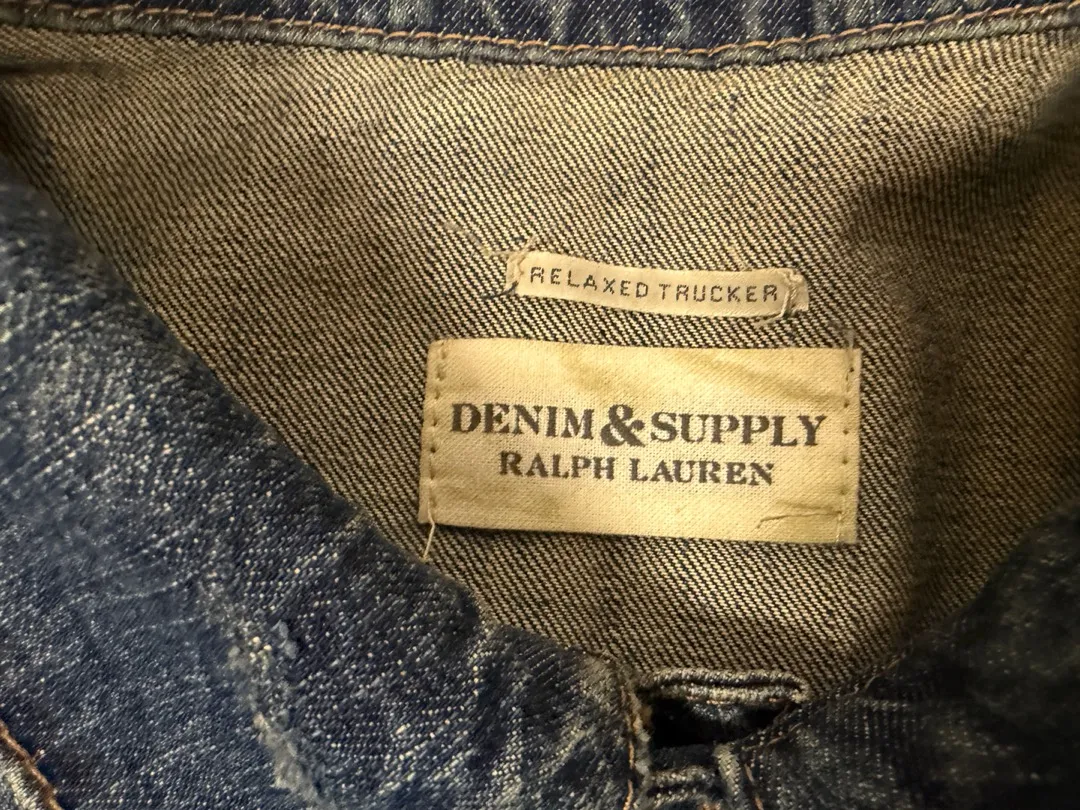 RELAXED TRUCKER
DENIM & SUPPLY
RALPH LAUREN